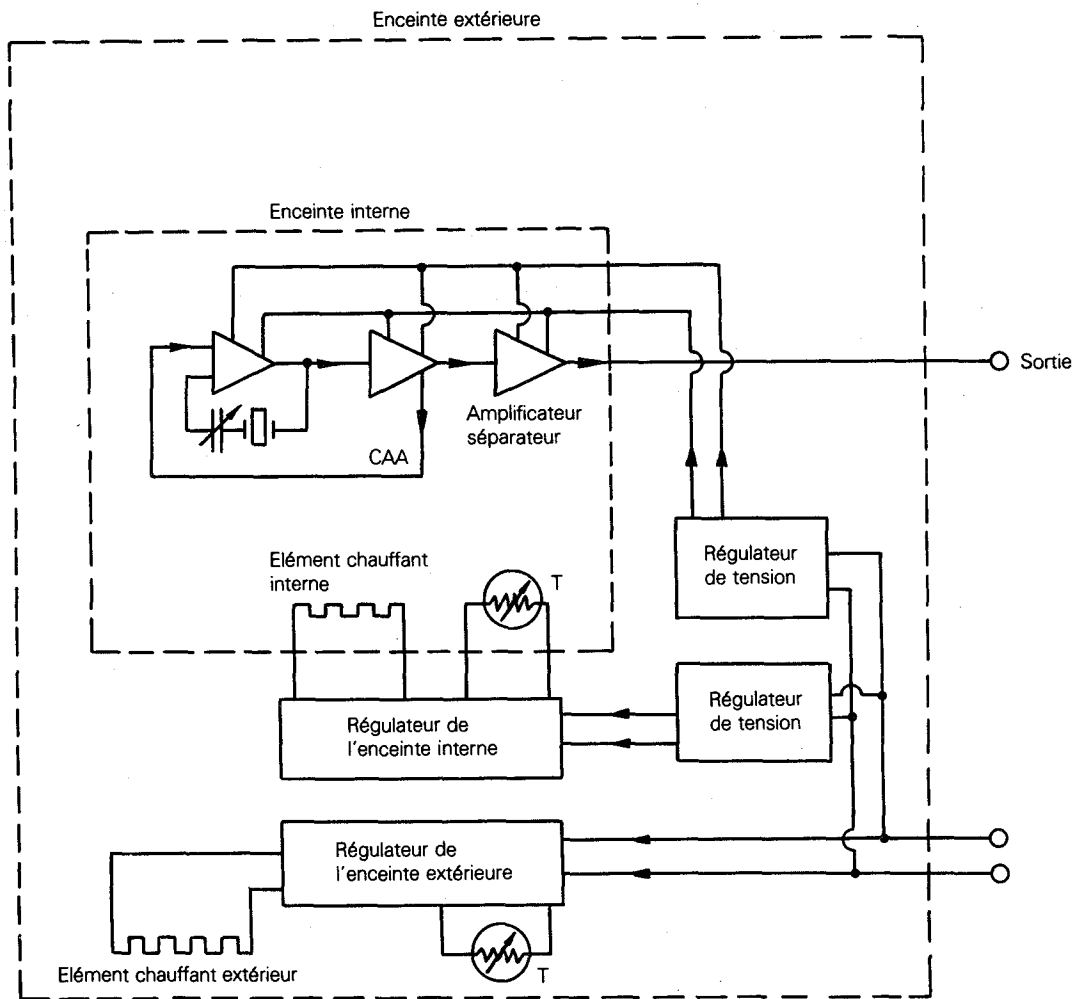 Enceinte extérieure
Enceinte interne
Sortie
Amplificateur
séparateur
CAA
Elément chauffant
interne
T
Régulateur
de tension
Régulateur
de tension
Régulateur de
l'enceinte interne
Régulateur de
l'enceinte extérieure
T
Elément chauffant extérieur